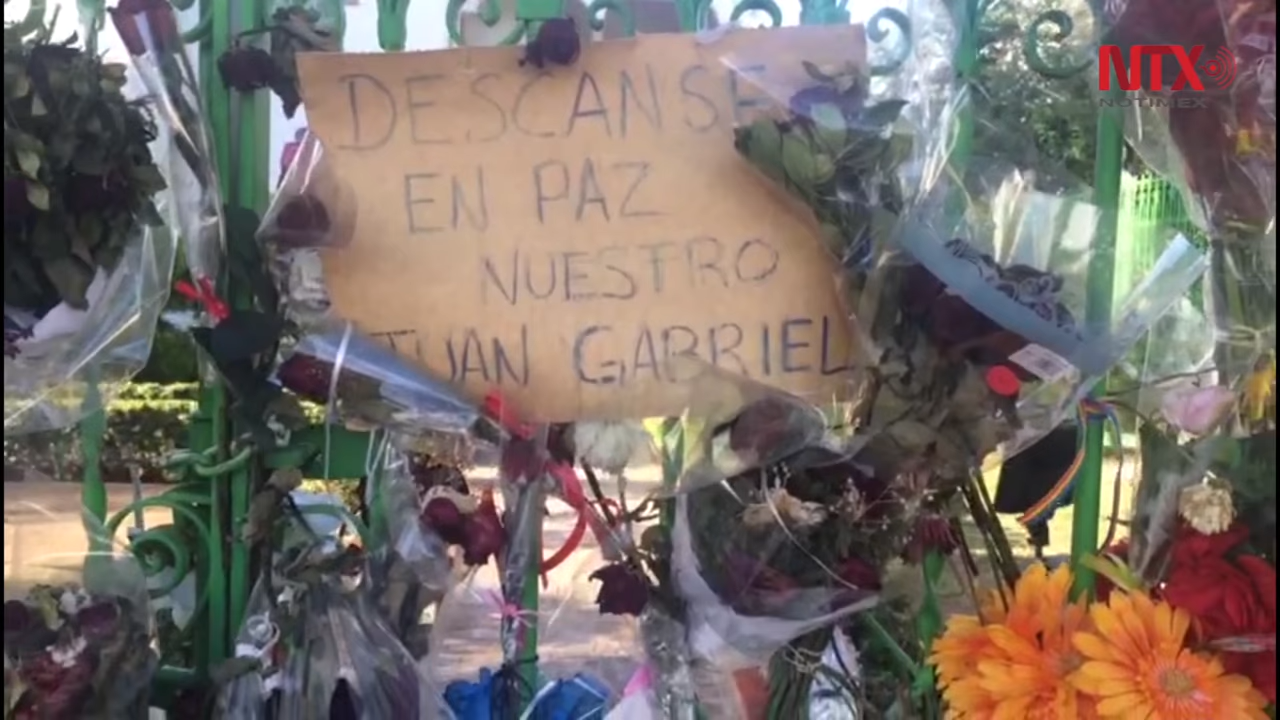 NTX
NOTIMEX
DESCANSE
EN PAZ
NUESTRO
JUAN GABRIEL